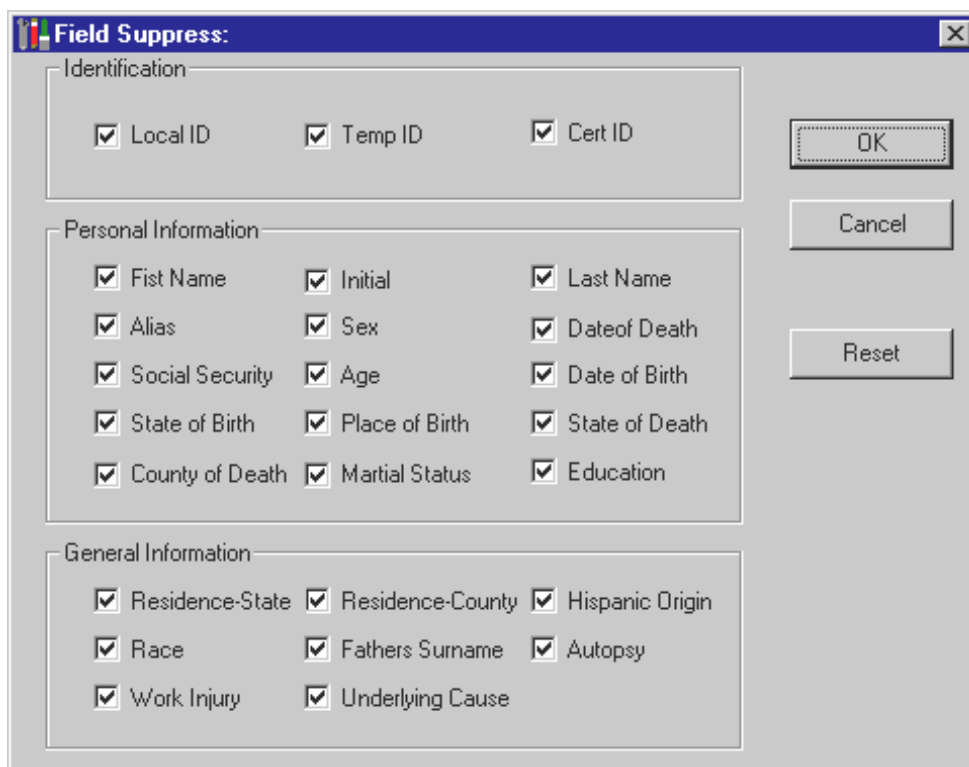 Field Suppress:
Identification
Local ID Temp ID Cert ID
OK
Cancel
Personal Information
Fist Name Initial Last Name
Alias Sex Dateof Death
Social Security Age Date of Birth
Reset
State of Birth Place of Birth State of Death
County of Death Martial Status Education
General Information
Residence-State Residence-County Hispanic Origin
Race Fathers Surname Autopsy
Work Injury Underlying Cause